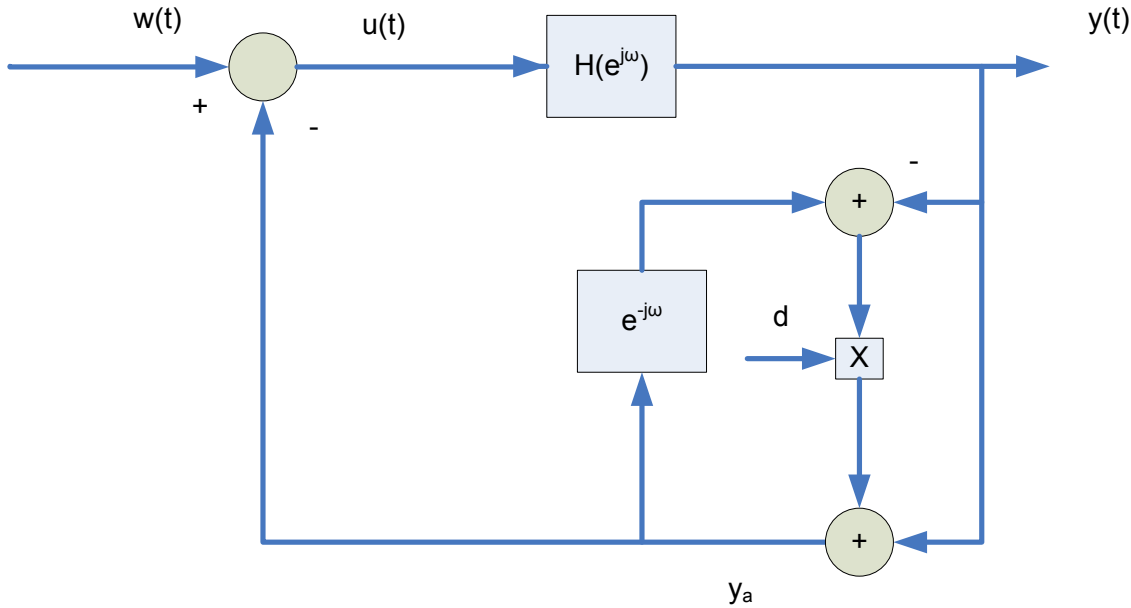 w(t)
u(t)
y(t)
H(e^jω)
+
-
-
+
e^-jω
d
X
+
y_a